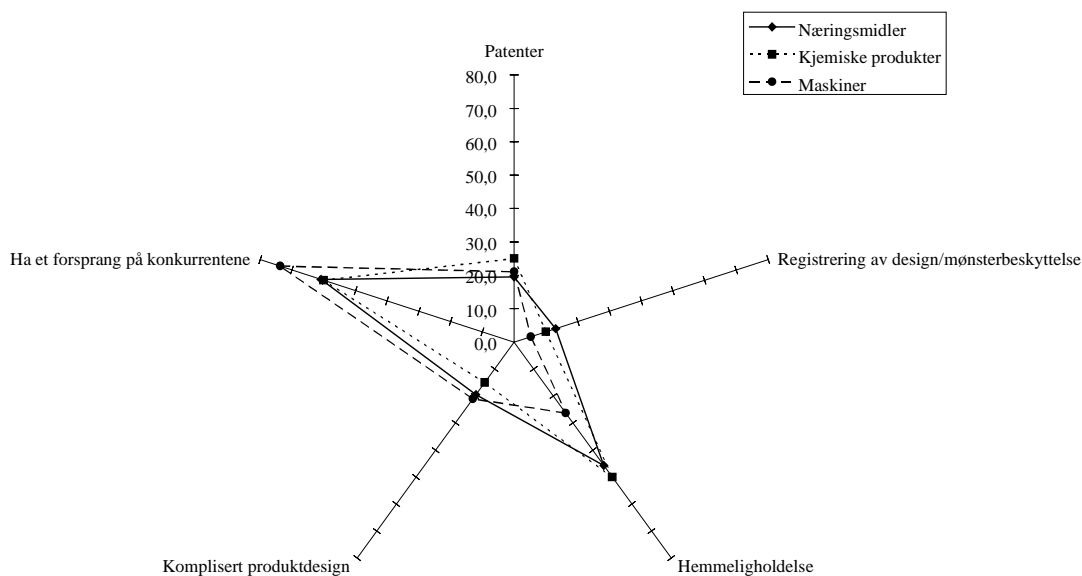 Næringsmidler
Kjemiske produkter
Maskiner
Patenter
80,0
70,0
60,0
50,0
40,0
30,0
20,0
10,0
0,0
Ha et forsprang på konkurrentene
Registrering av design/mønsterbeskyttelse
Komplisert produktdesign
Hemmeligholdelse